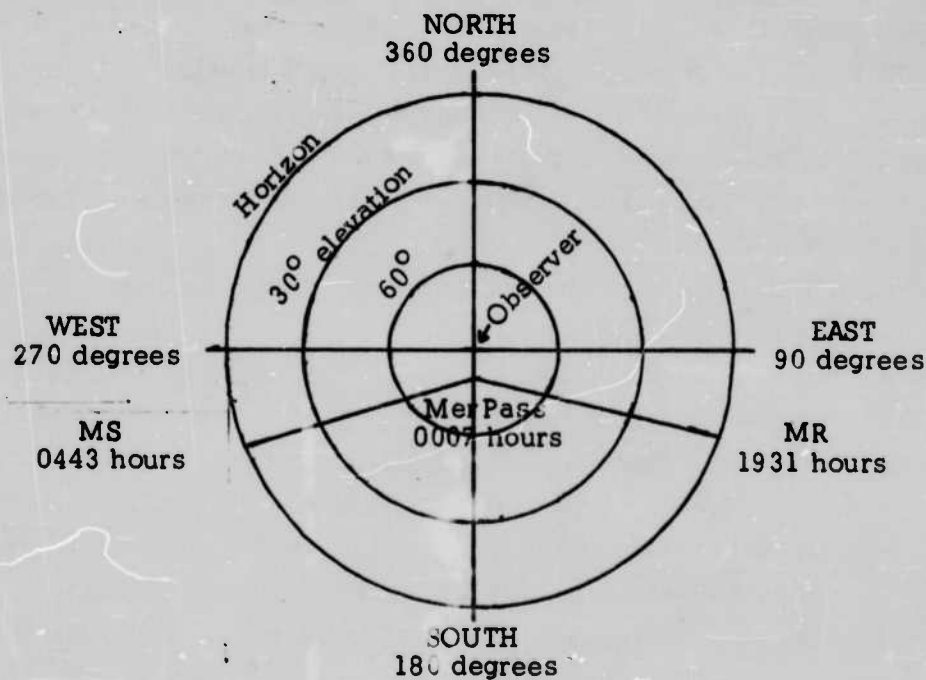 NORTH
360 degrees
Horizon
30° elevation
60°
Observer
WEST
270 degrees
EAST
90 degrees
MerPass
0007 hours
MS
0443 hours
MR
1931 hours
SOUTH
180 degrees